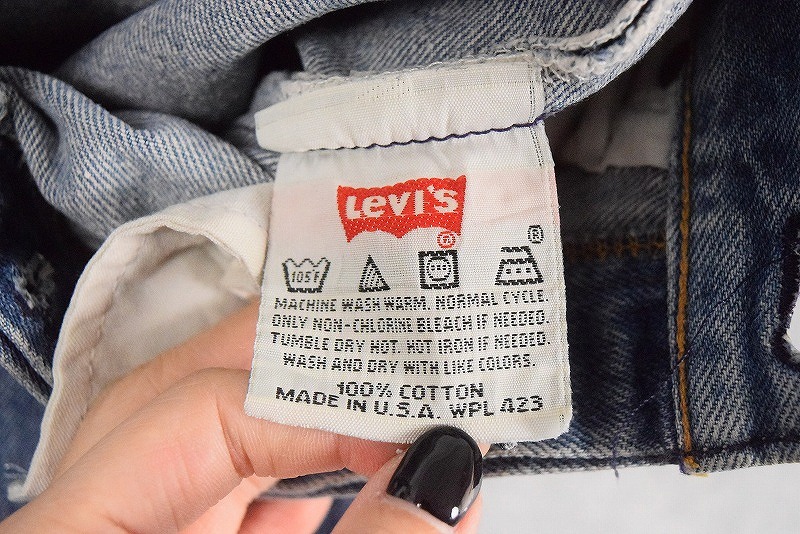 Levi's
®
®
105°F
MACHINE WASH WARM. NORMAL CYCLE.
ONLY NON-CHLORINE BLEACH IF NEEDED.
TUMBLE DRY HOT. HOT IRON IF NEEDED.
WASH AND DRY WITH LIKE COLORS.
100% COTTON
MADE IN U.S.A. WPL 423